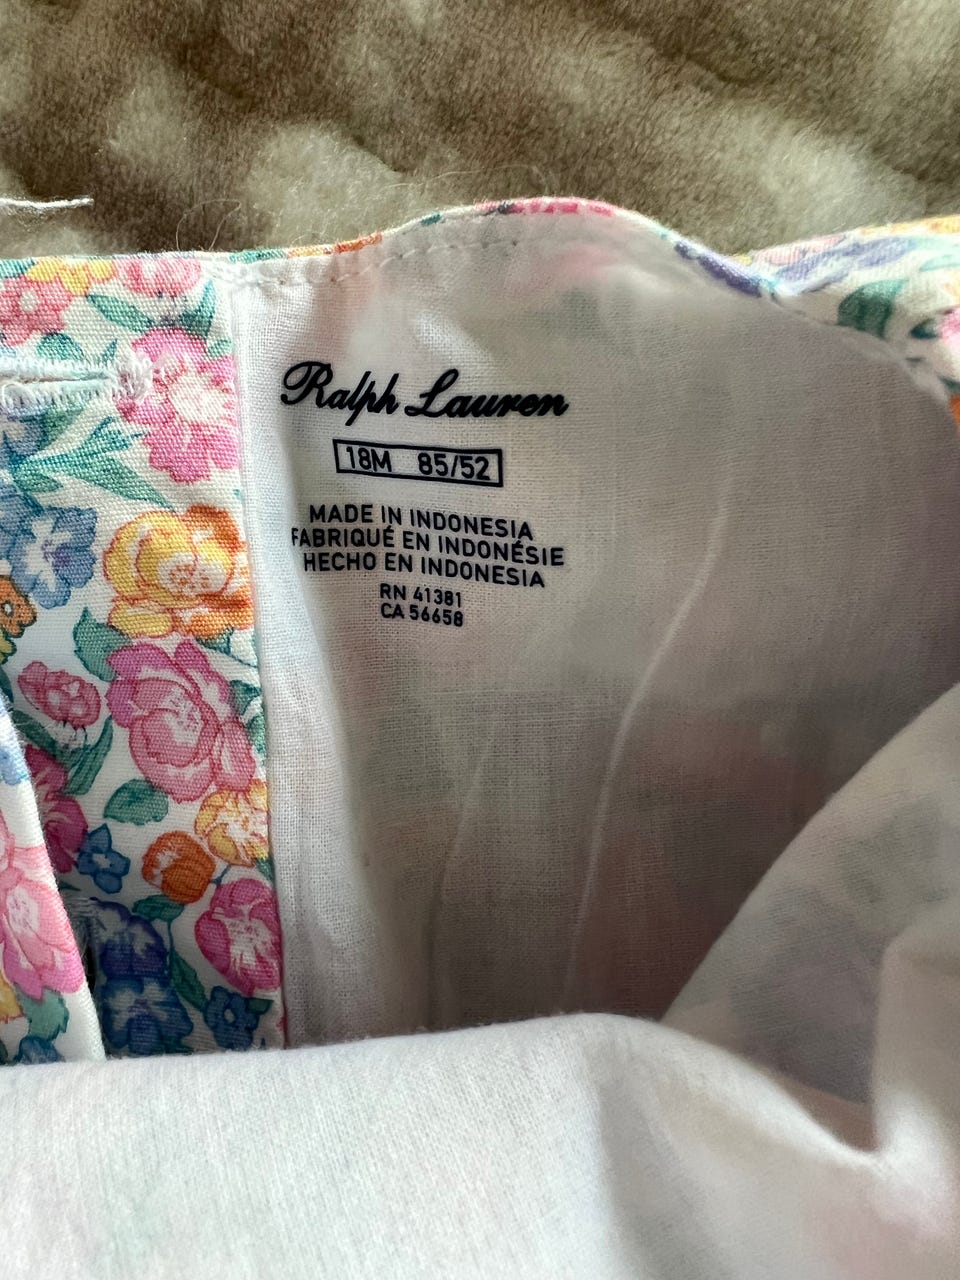 Ralph Lauren
18M 85/52
MADE IN INDONESIA
FABRIQUÉ EN INDONÉSIE
HECHO EN INDONESIA
RN 41381
CA 56658